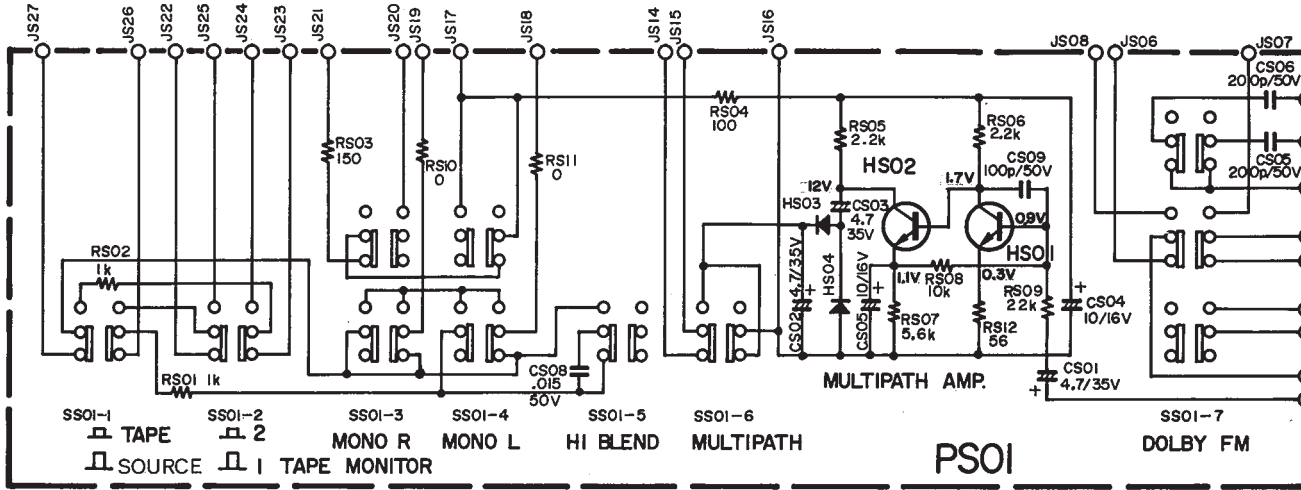 JS27
JS26
JS22
JS25
JS24
JS23
JS21
JS20
JS19
JS17
JS18
JS14
JS15
JS16
JS08
JS06
JS07
CS06
200p/50V
RS04
100
RS03
150
RS10
0
RS11
0
RS05
2.2k
RS06
2.2k
CS09
100p/50V
CS05
200p/50V
HS02
12V
1.7V
HS03
CS03
4.7
35V
0.9V
HS01
RS02
1k
CS02 4.7/35V
HS04
CS05 10/16V
1.1V
RS08
10k
0.3V
RS09
22k
CS04
10/16V
RS07
5.6k
RS12
56
CS08
.015
50V
RS01 1k
MULTIPATH AMP.
CS01
4.7/35V
SS01-1
SS01-2
SS01-3
SS01-4
SS01-5
SS01-6
SS01-7
TAPE
2
MONO R
MONO L
HI BLEND
MULTIPATH
DOLBY FM
SOURCE
1 TAPE MONITOR
PS01